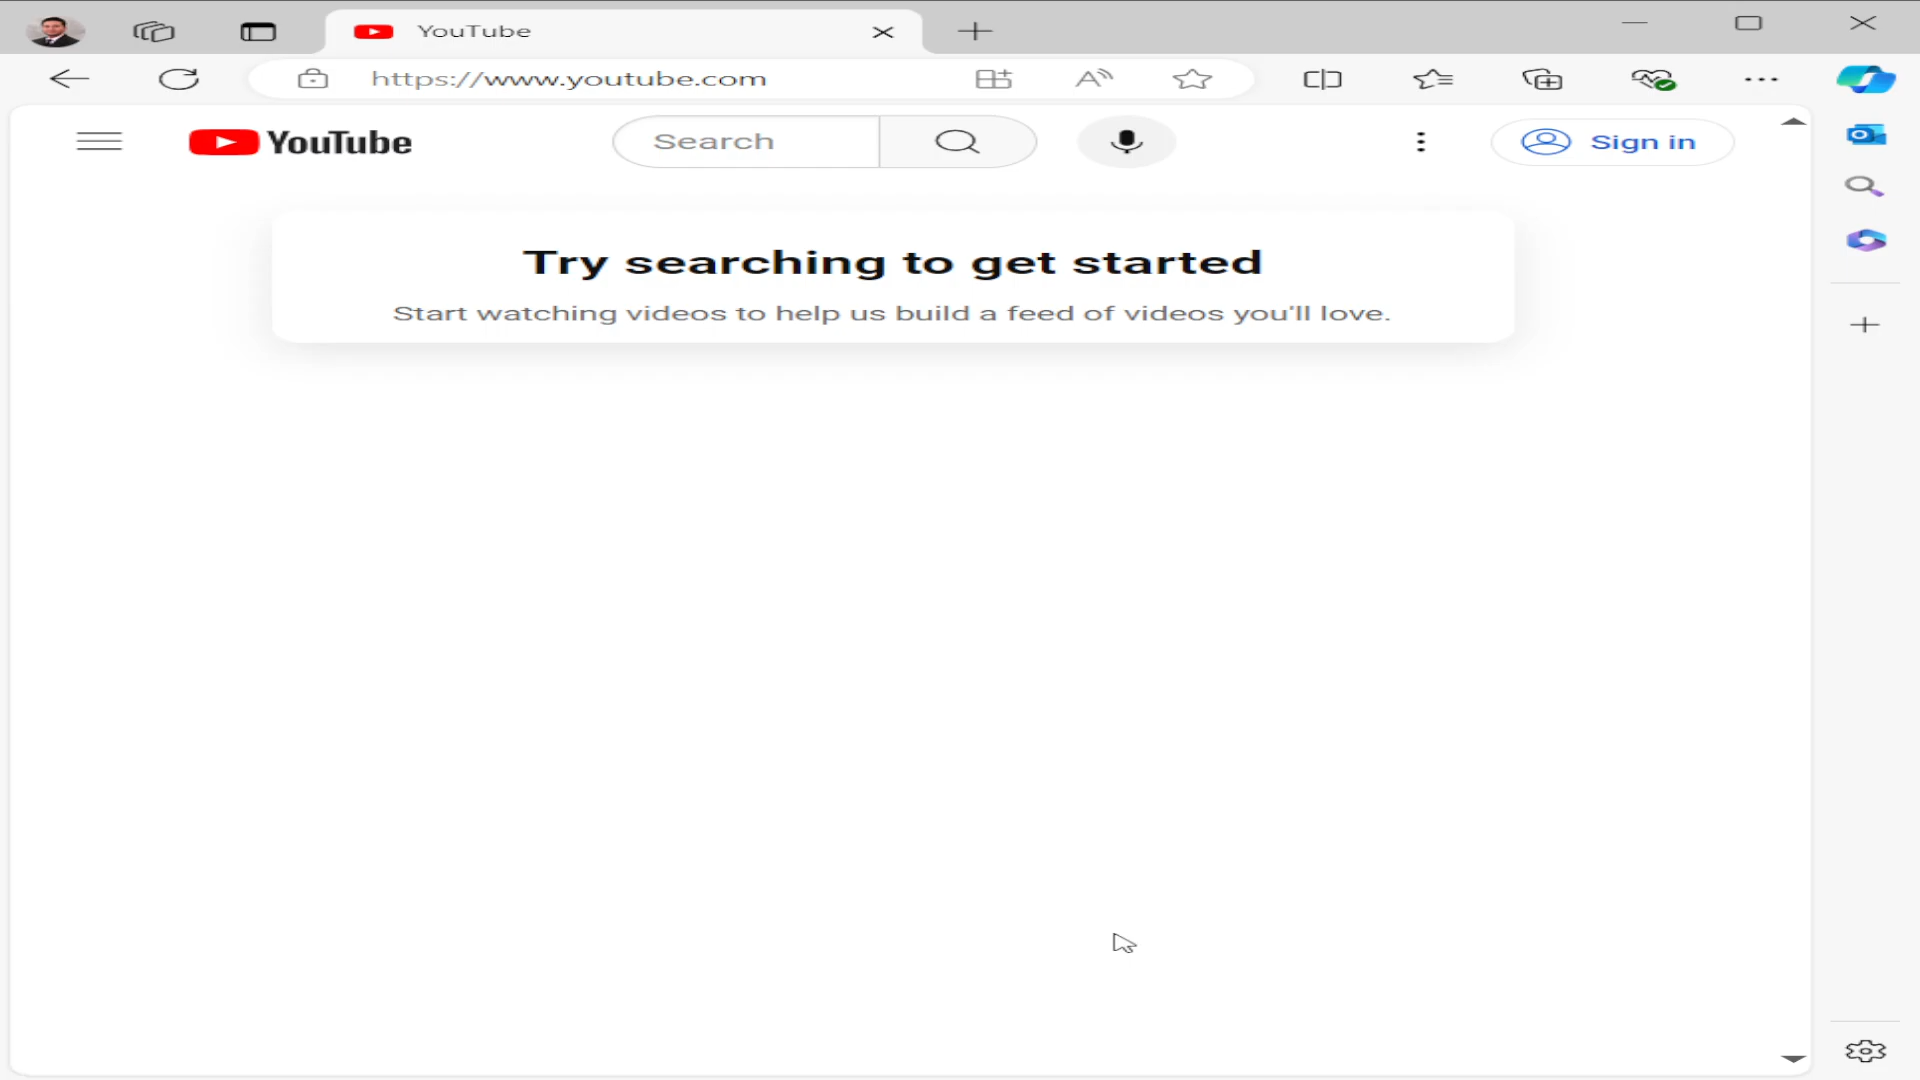 YouTube
https://www.youtube.com
YouTube
Search
Sign in
Try searching to get started
Start watching videos to help us build a feed of videos you'll love.